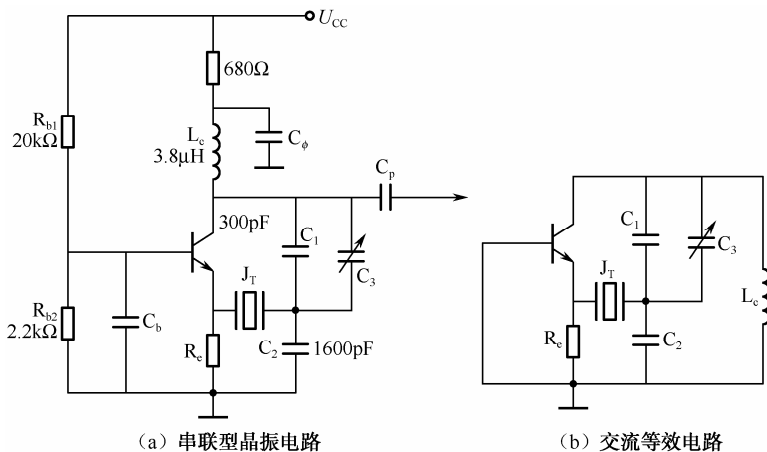 U_CC
680Ω
R_b1
20kΩ
L_c
3.8μH
C_ϕ
C_p
300pF
C_1
C_3
J_T
R_b2
2.2kΩ
C_b
R_e
C_2
1600pF
(a) 串联型晶振电路
C_1
C_3
J_T
L_c
R_e
C_2
(b) 交流等效电路